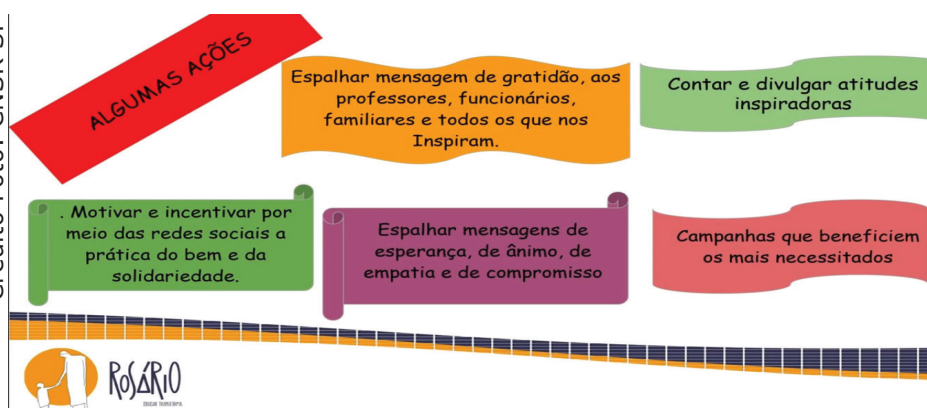 ALGUMAS AÇÕES
Espalhar mensagem de gratidão, aos
professores, funcionários,
familiares e todos os que nos
Inspiram.
Contar e divulgar atitudes
inspiradoras
. Motivar e incentivar por
meio das redes sociais a
prática do bem e da
solidariedade.
Espalhar mensagens de
esperança, de ânimo, de
empatia e de compromisso
Campanhas que beneficiem
os mais necessitados
ROSÁRIO